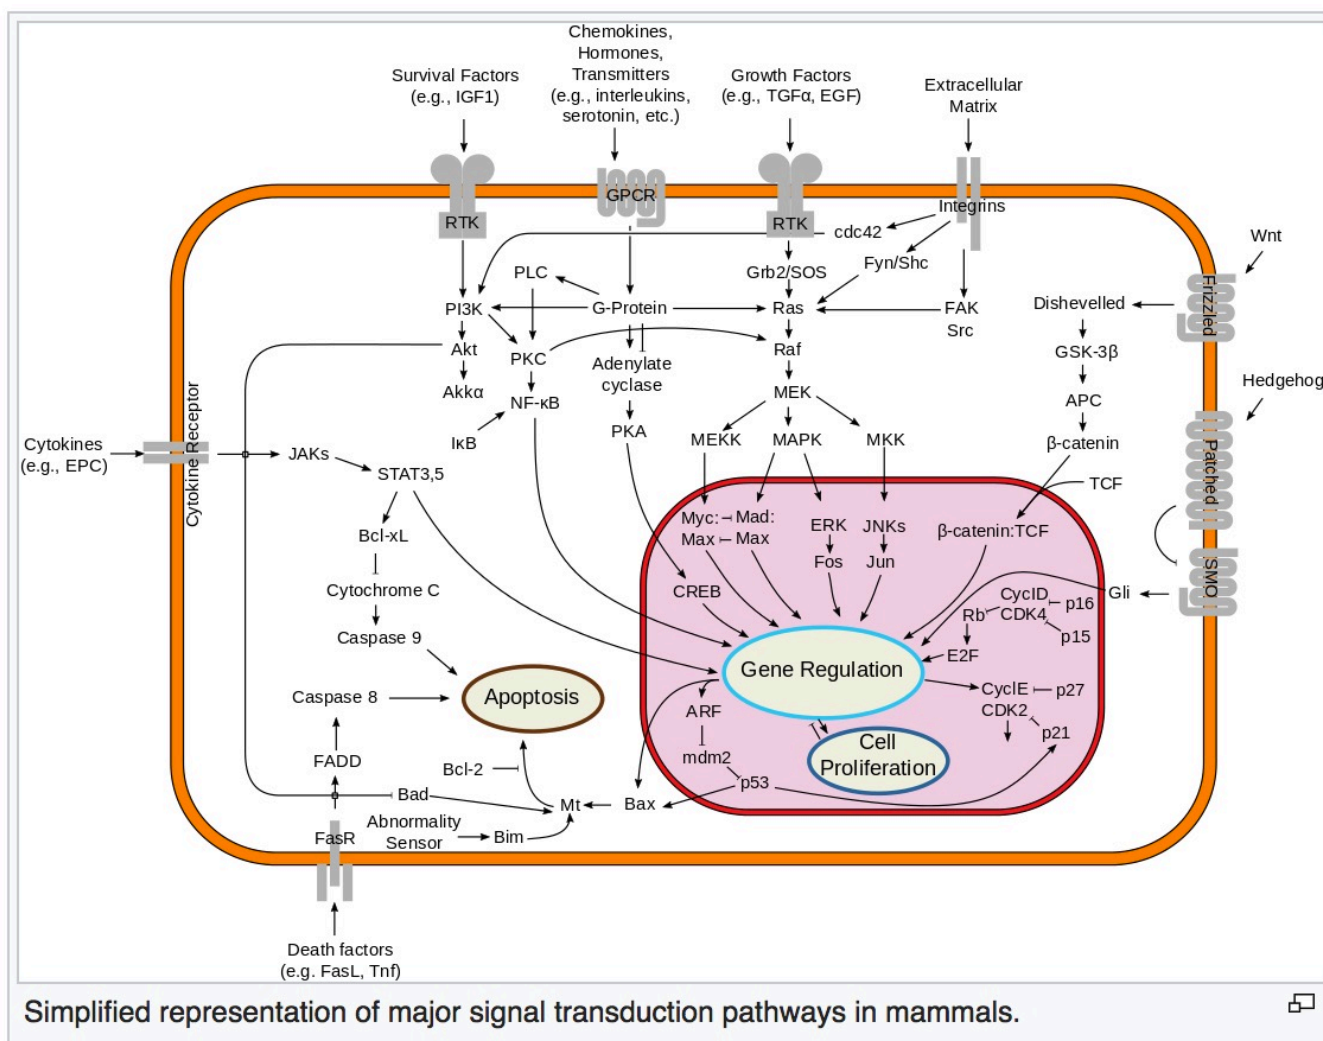 Chemokines,
Hormones,
Transmitters
(e.g., interleukins,
serotonin, etc.)
Survival Factors
(e.g., IGF1)
Growth Factors
(e.g., TGFα, EGF)
Extracellular
Matrix
RTK
GPCR
RTK
Integrins
cdc42
Wnt
PLC
Grb2/SOS
Fyn/Shc
Frizzled
Dishevelled
PI3K
G-Protein
Ras
FAK
Src
Akt
PKC
Adenylate
cyclase
Raf
GSK-3β
Hedgehog
Akkα
NF-κB
MEK
APC
Cytokines
(e.g., EPC)
Cytokine Receptor
JAKs
IκB
PKA
MEKK
MAPK
MKK
β-catenin
Patched
STAT3,5
TCF
Myc: Mad:
Max Max
ERK
JNKs
β-catenin:TCF
Bcl-xL
Fos
Jun
SMO
Cytochrome C
CREB
Gli
CycID
CDK4
p16
Rb
p15
Caspase 9
E2F
Gene Regulation
Caspase 8
Apoptosis
CyclE
CDK2
p27
ARF
p21
mdm2
Cell
Proliferation
FADD
Bcl-2
p53
Bad
Mt
Bax
Abnormality
Sensor
Bim
FasR
Death factors
(e.g. FasL, Tnf)
Simplified representation of major signal transduction pathways in mammals.